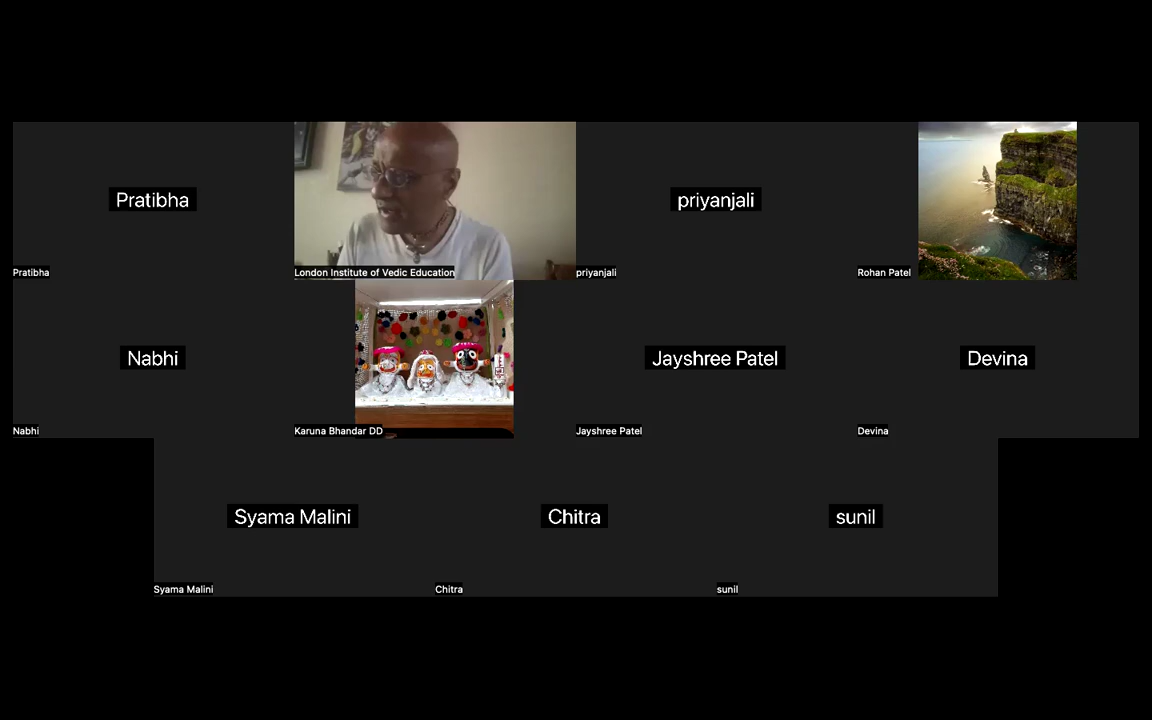 Pratibha
priyanjali
Pratibha
London Institute of Vedic Education
priyanjali
Rohan Patel
Nabhi
Jayshree Patel
Devina
Nabhi
Karuna Bhandar DD
Jayshree Patel
Devina
Syama Malini
Chitra
sunil
Syama Malini
Chitra
sunil